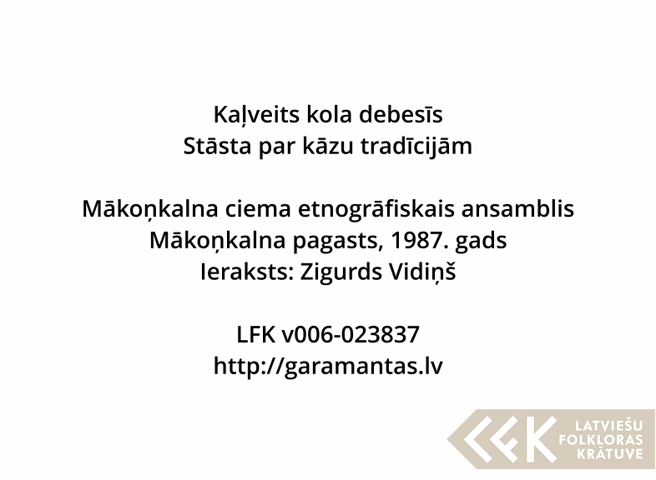 Kaļveits kola debesīs
Stāsta par kāzu tradīcijām
Mākoņkalna ciema etnogrāfiskais ansamblis
Mākoņkalna pagasts, 1987. gads
Ieraksts: Zigurds Vidiņš
LFK v006-023837
http://garamantas.lv
LFK
LATVIEŠU
FOLKLORAS
KRĀTUVE